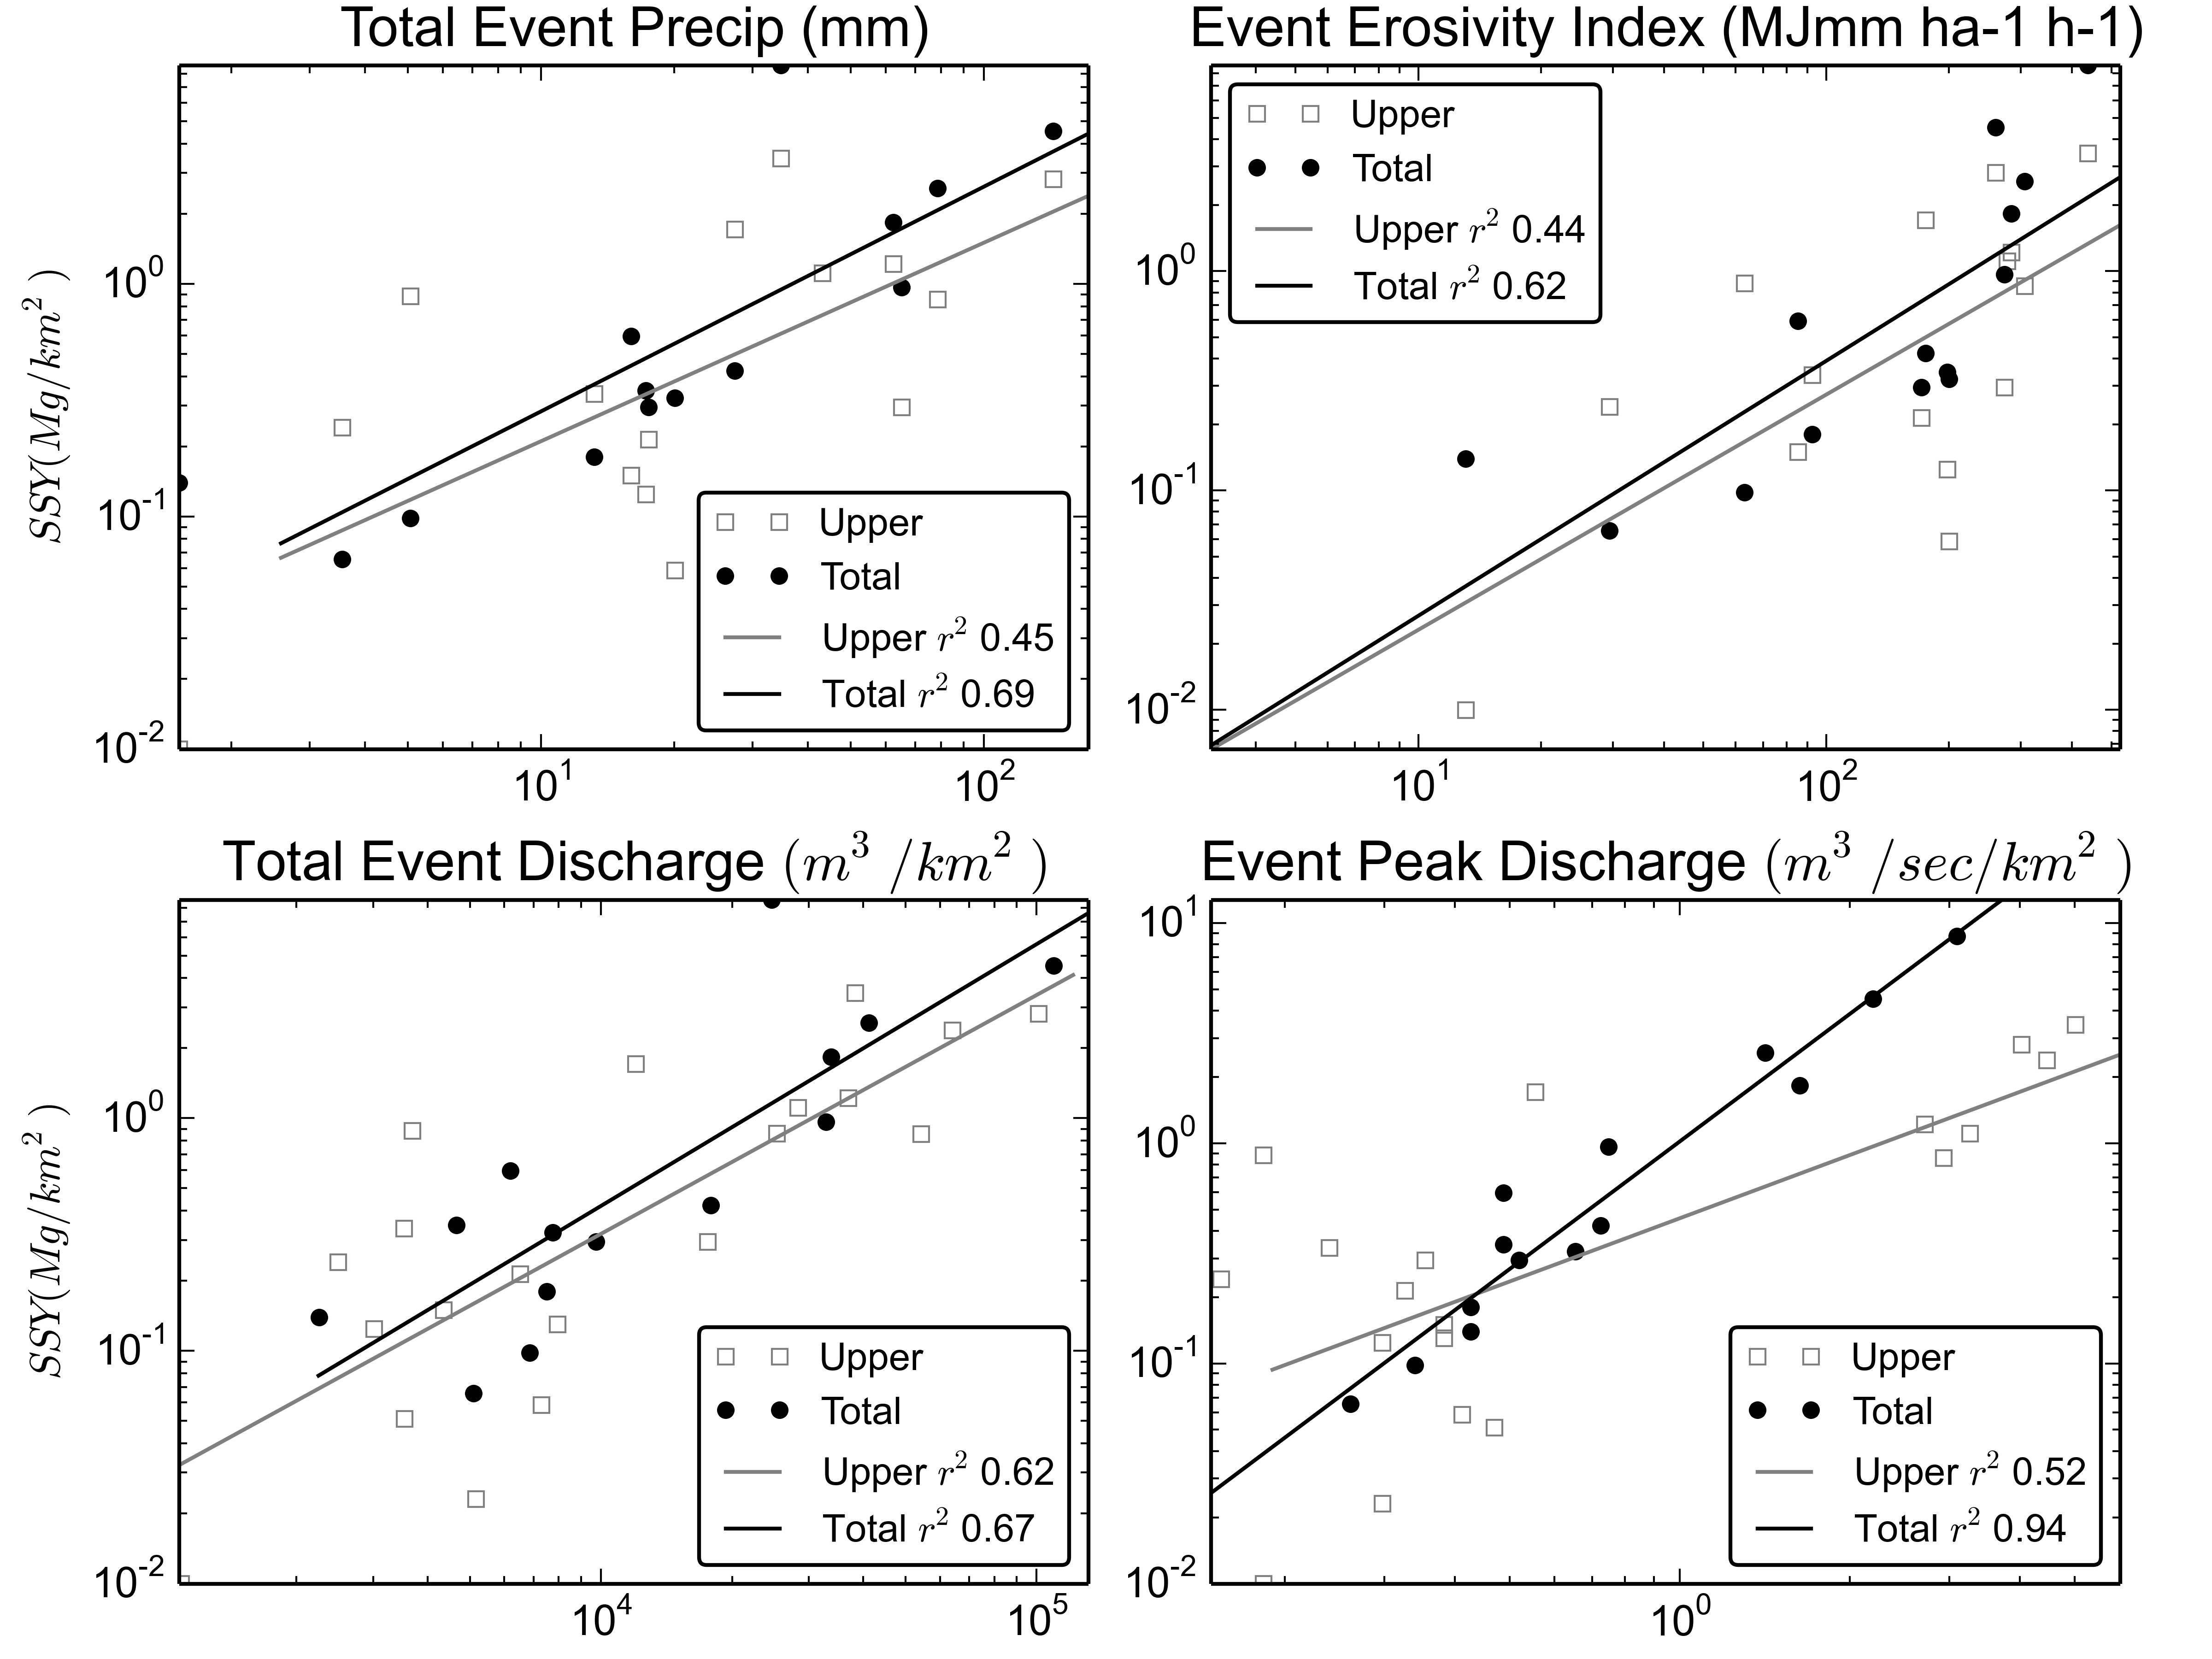 Total Event Precip (mm)
SSY(Mg/km²)
10⁰
10⁻¹
10⁻²
10¹
10²
Upper
Total
Upper r² 0.45
Total r² 0.69
Event Erosivity Index (MJmm ha-1 h-1)
10⁰
10⁻¹
10⁻²
10¹
10²
Upper
Total
Upper r² 0.44
Total r² 0.62
Total Event Discharge (m³/km²)
SSY(Mg/km²)
10⁰
10⁻¹
10⁻²
10⁴
10⁵
Upper
Total
Upper r² 0.62
Total r² 0.67
Event Peak Discharge (m³/sec/km²)
10¹
10⁰
10⁻¹
10⁻²
10⁰
Upper
Total
Upper r² 0.52
Total r² 0.94